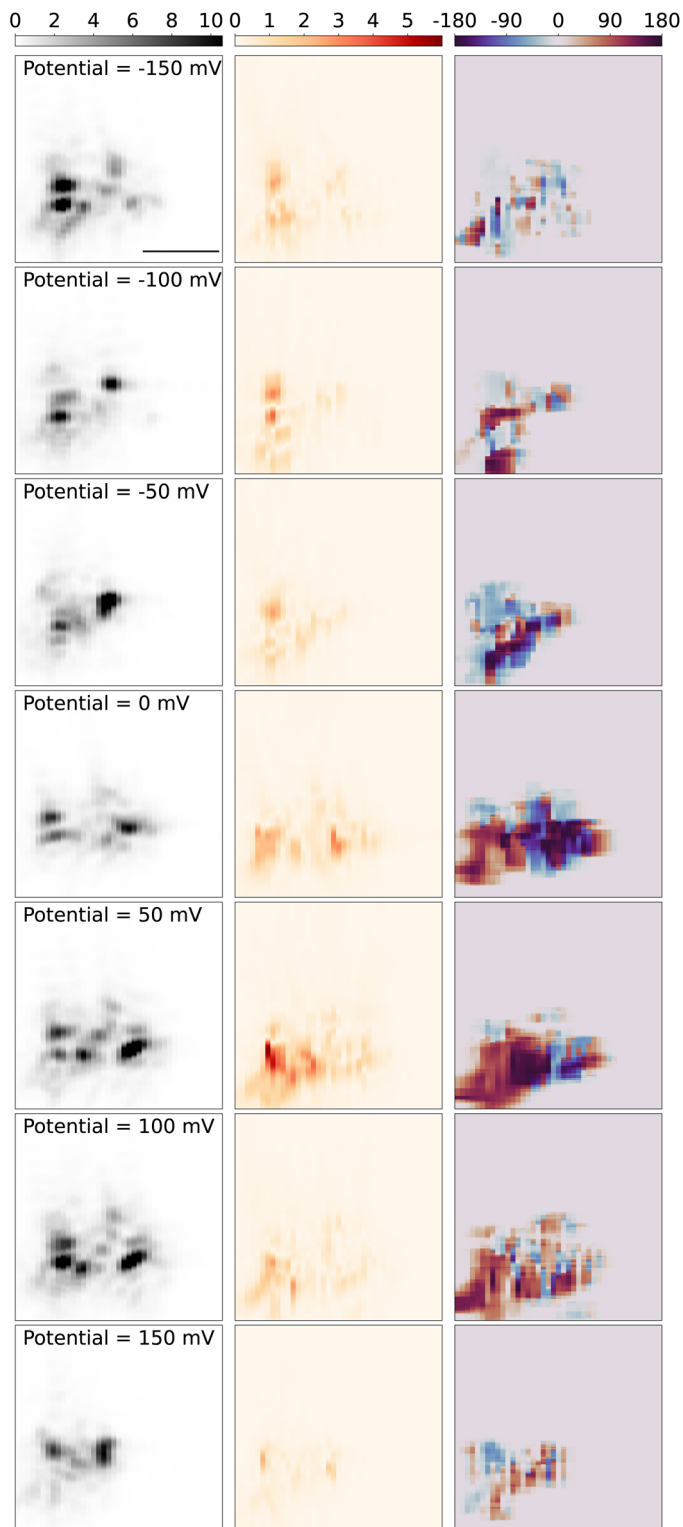 0 2 4 6 8 10 0 1 2 3 4 5 -180 -90 0 90 180
Potential = -150 mV
Potential = -100 mV
Potential = -50 mV
Potential = 0 mV
Potential = 50 mV
Potential = 100 mV
Potential = 150 mV